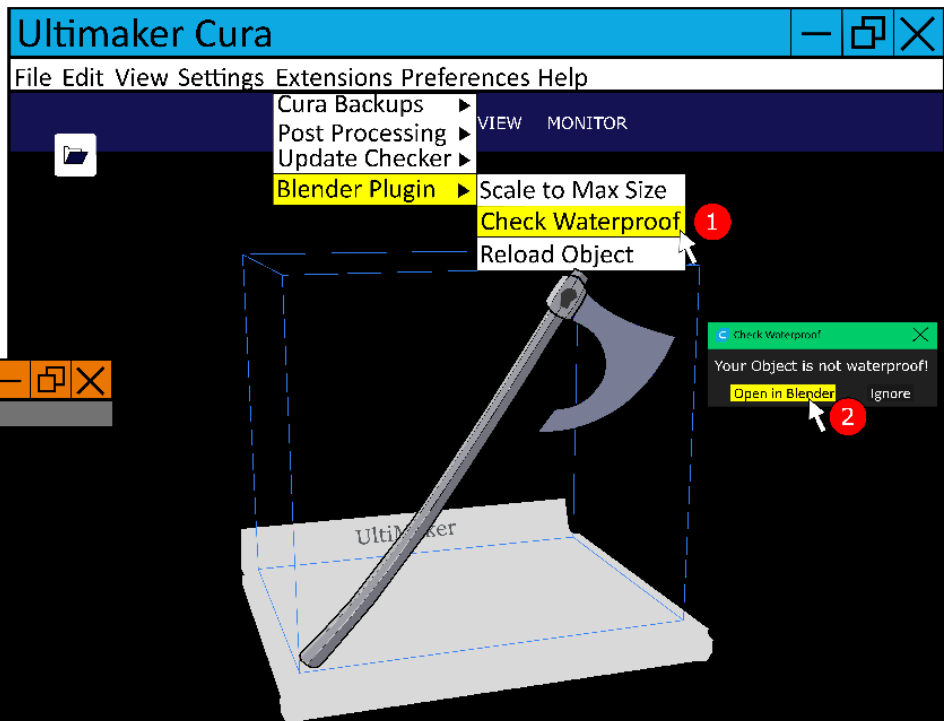 Ultimaker Cura
File Edit View Settings Extensions Preferences Help
Cura Backups
VIEW MONITOR
Post Processing
Update Checker
Blender Plugin
Scale to Max Size
Check Waterproof
1
Reload Object
C Check Waterproof
Your Object is not waterproof!
Open in Blender Ignore
2